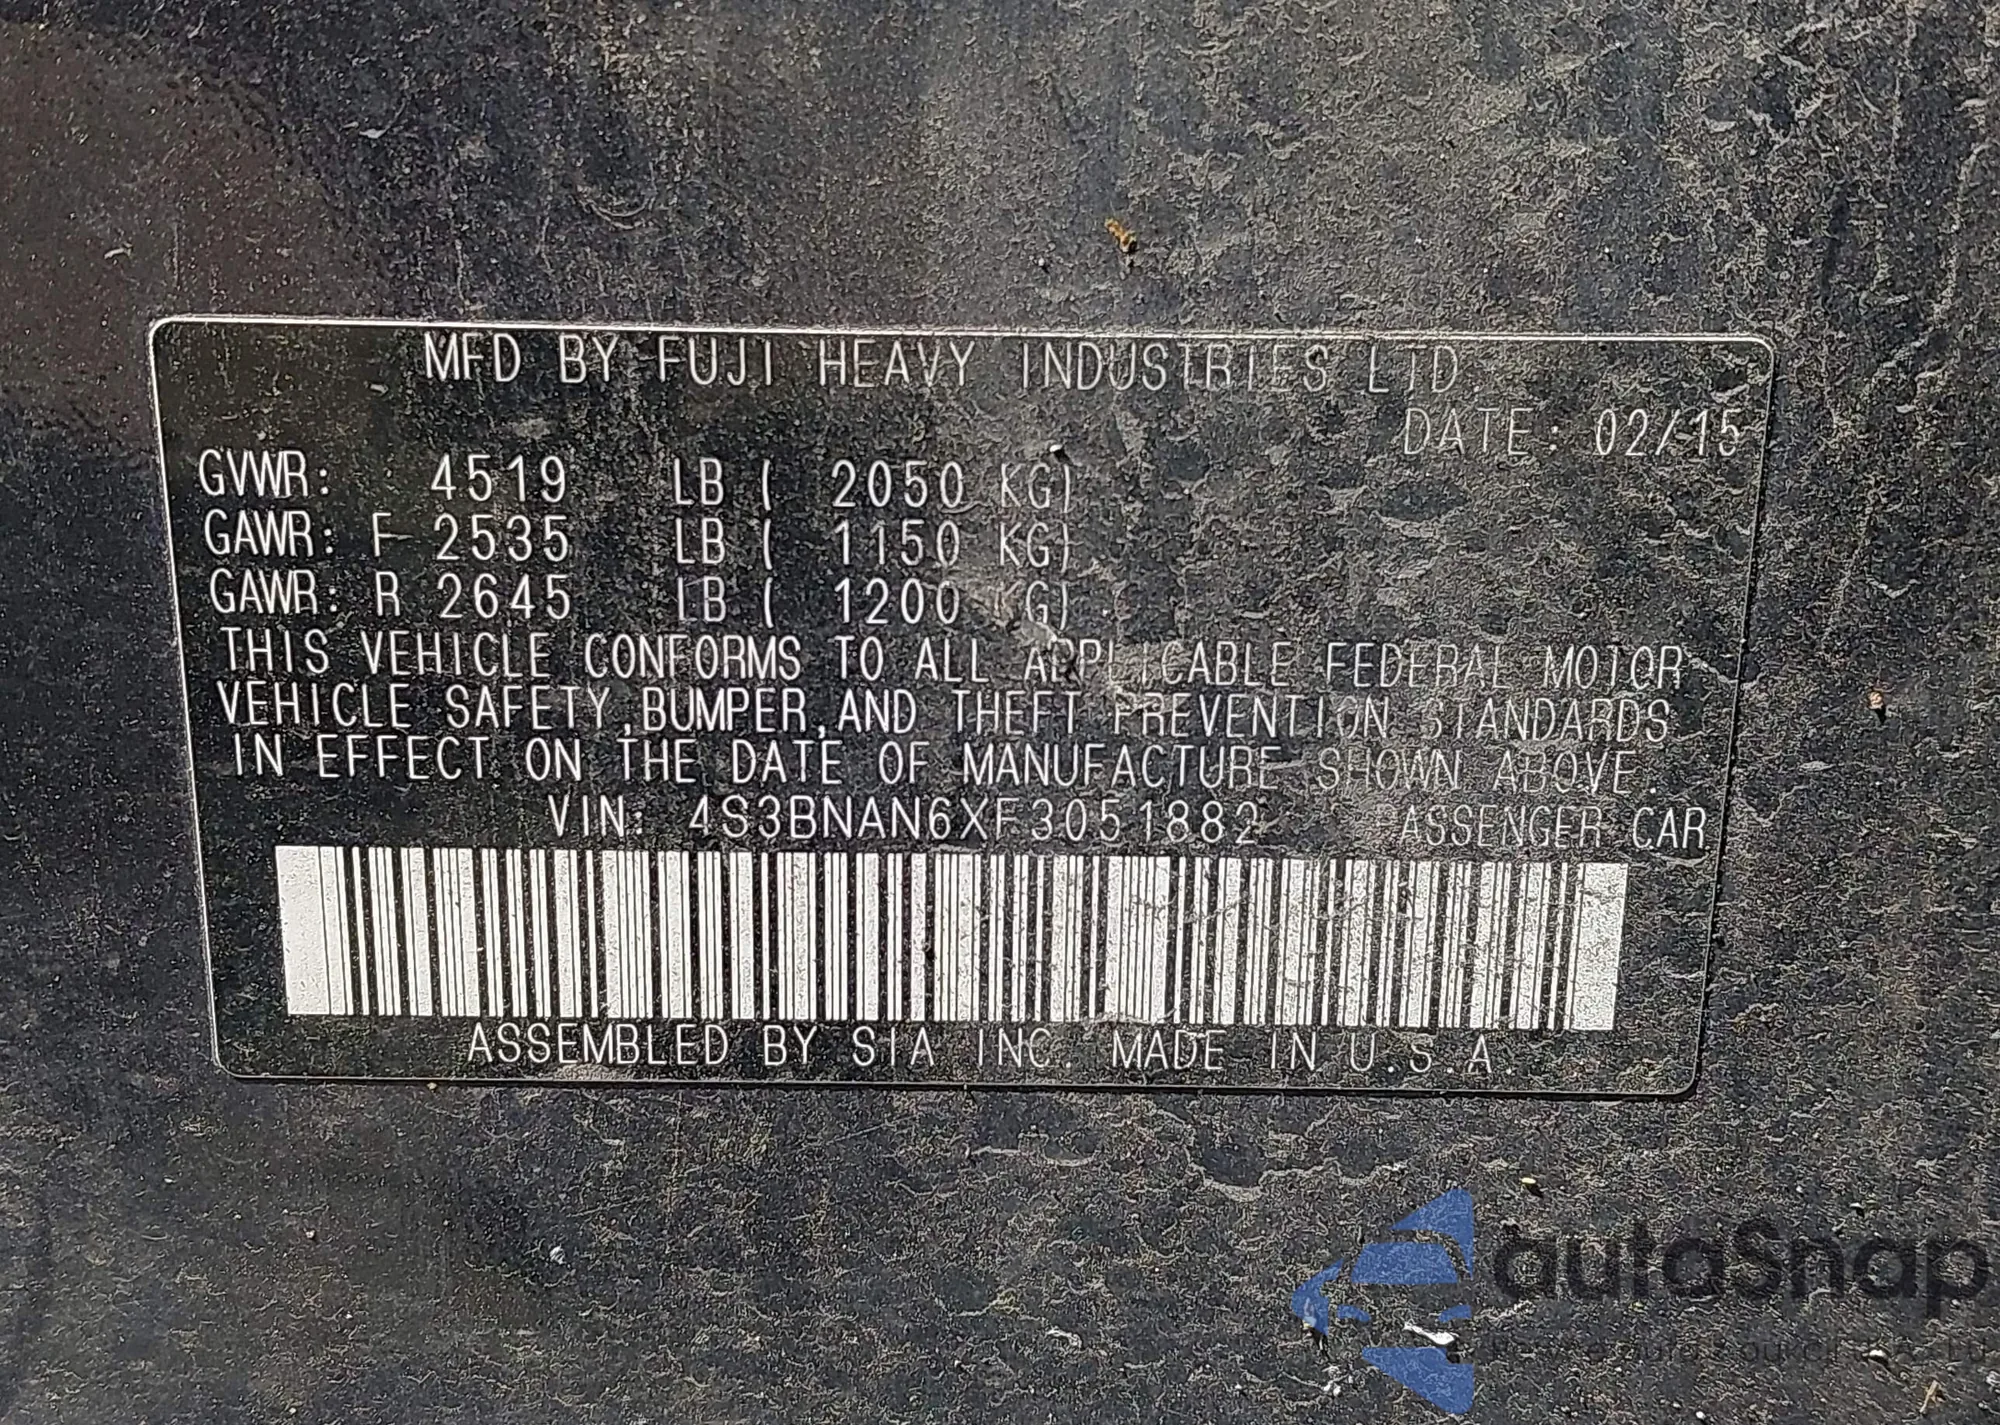 MFD BY FUJI HEAVY INDUSTRIES LTD
DATE: 02/15
GVWR: 4519 LB ( 2050 KG)
GAWR: F 2535 LB ( 1150 KG)
GAWR: R 2645 LB ( 1200 KG)
THIS VEHICLE CONFORMS TO ALL APPLICABLE FEDERAL MOTOR
VEHICLE SAFETY,BUMPER,AND THEFT PREVENTION STANDARDS
IN EFFECT ON THE DATE OF MANUFACTURE SHOWN ABOVE.
VIN: 4S3BNAN6XF3051882 PASSENGER CAR
ASSEMBLED BY SIA INC. MADE IN U.S.A.
autoSnap